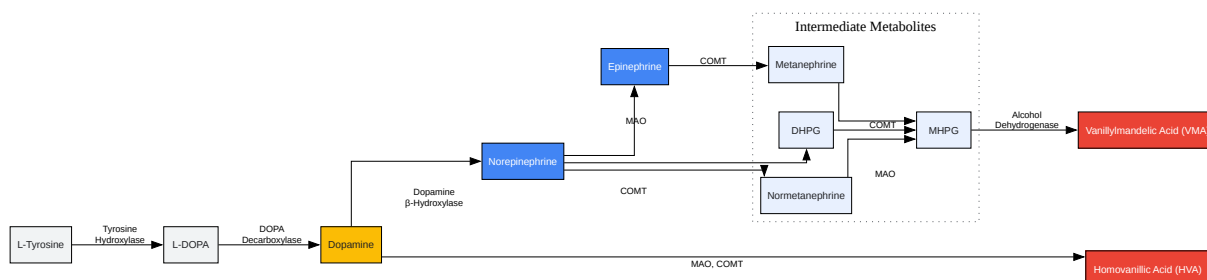 Intermediate Metabolites
Epinephrine
COMT
Metanephrine
MAO
DHPG
COMT
MHPG
Alcohol
Dehydrogenase
Vanillylmandelic Acid (VMA)
Norepinephrine
COMT
MAO
Normetanephrine
Dopamine
β-Hydroxylase
L-Tyrosine
Tyrosine
Hydroxylase
L-DOPA
DOPA
Decarboxylase
Dopamine
MAO, COMT
Homovanillic Acid (HVA)